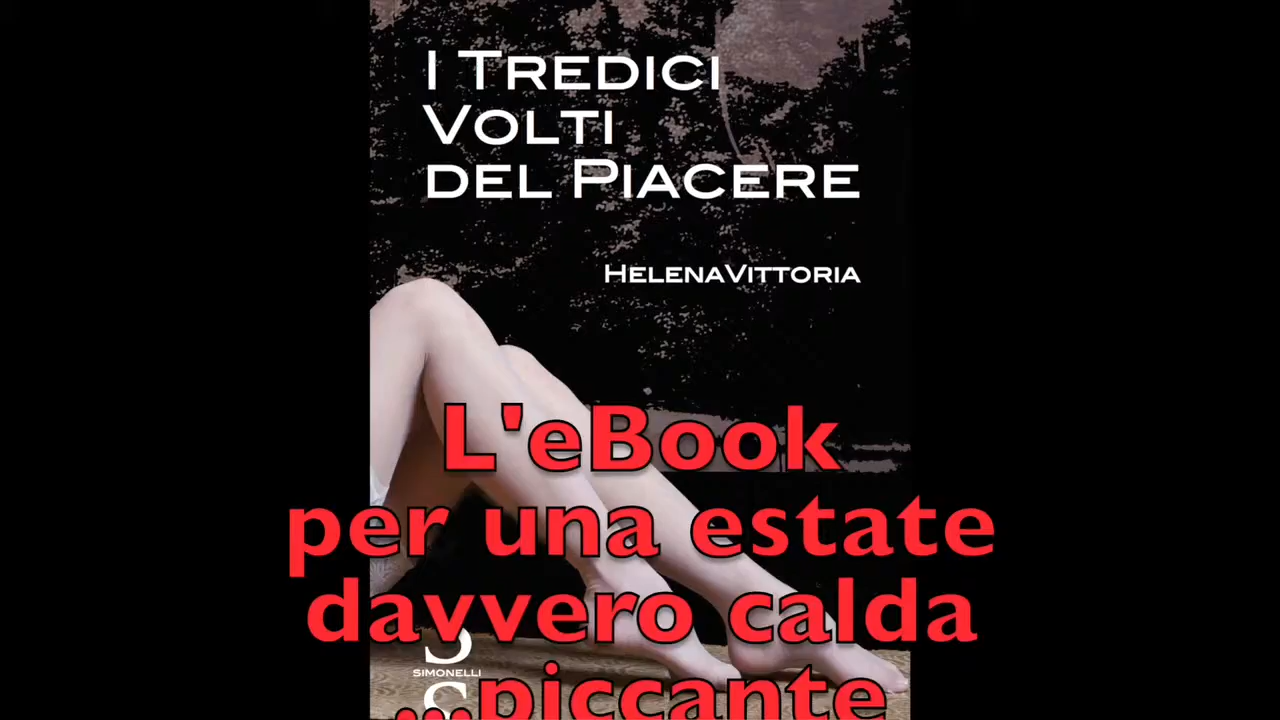 I TREDICI
VOLTI
DEL PIACERE
HELENAVITTORIA
L'eBook
per una estate
davvero calda
S
SIMONELLI
S
...piccante